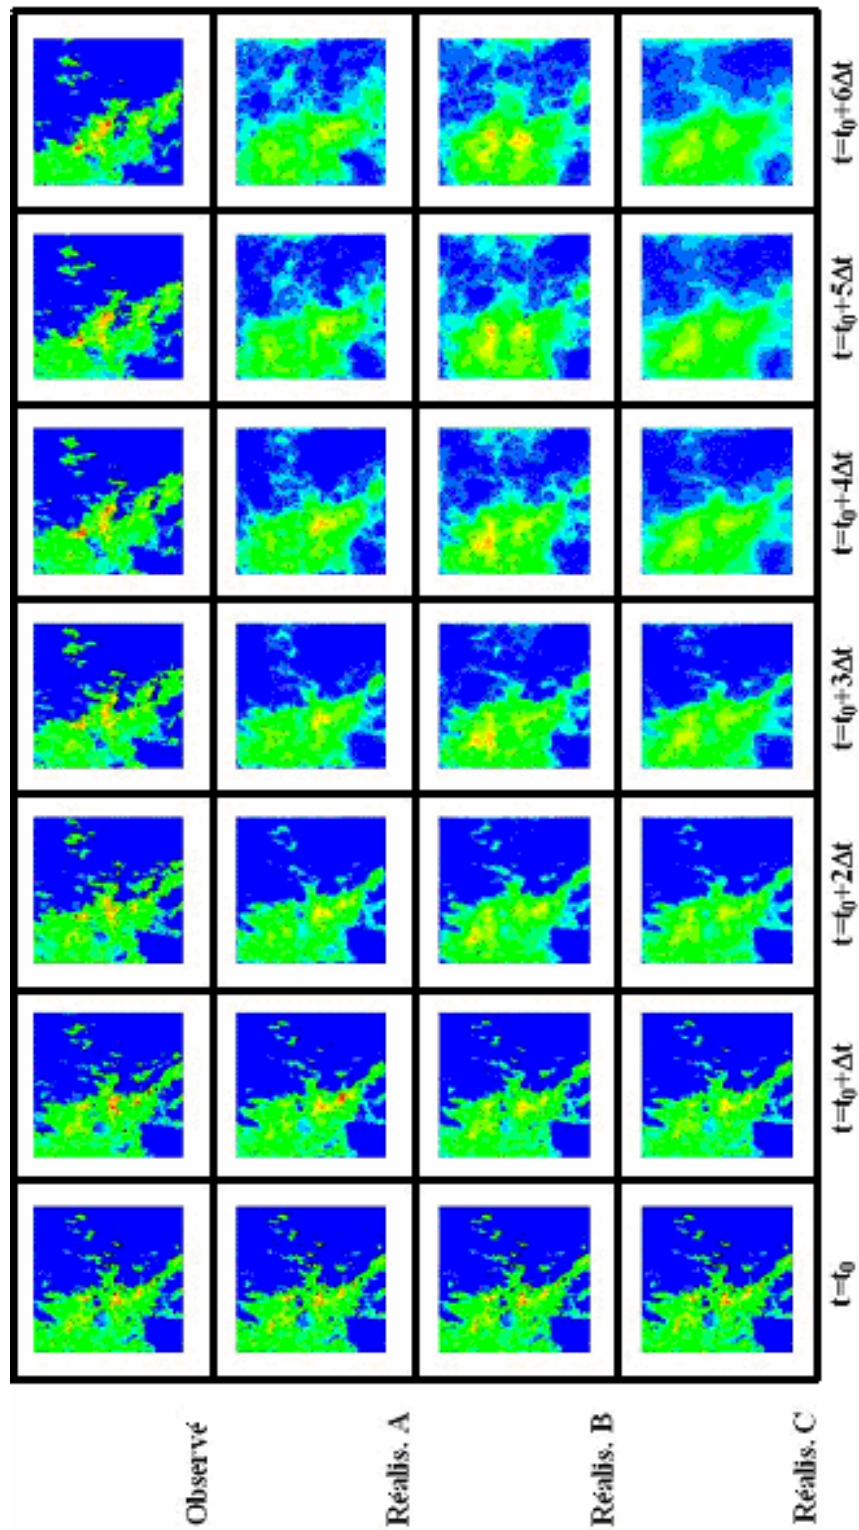 Observé
Réalis. A
Réalis. B
Réalis. C
t=t₀
t=t₀+Δt
t=t₀+2Δt
t=t₀+3Δt
t=t₀+4Δt
t=t₀+5Δt
t=t₀+6Δt